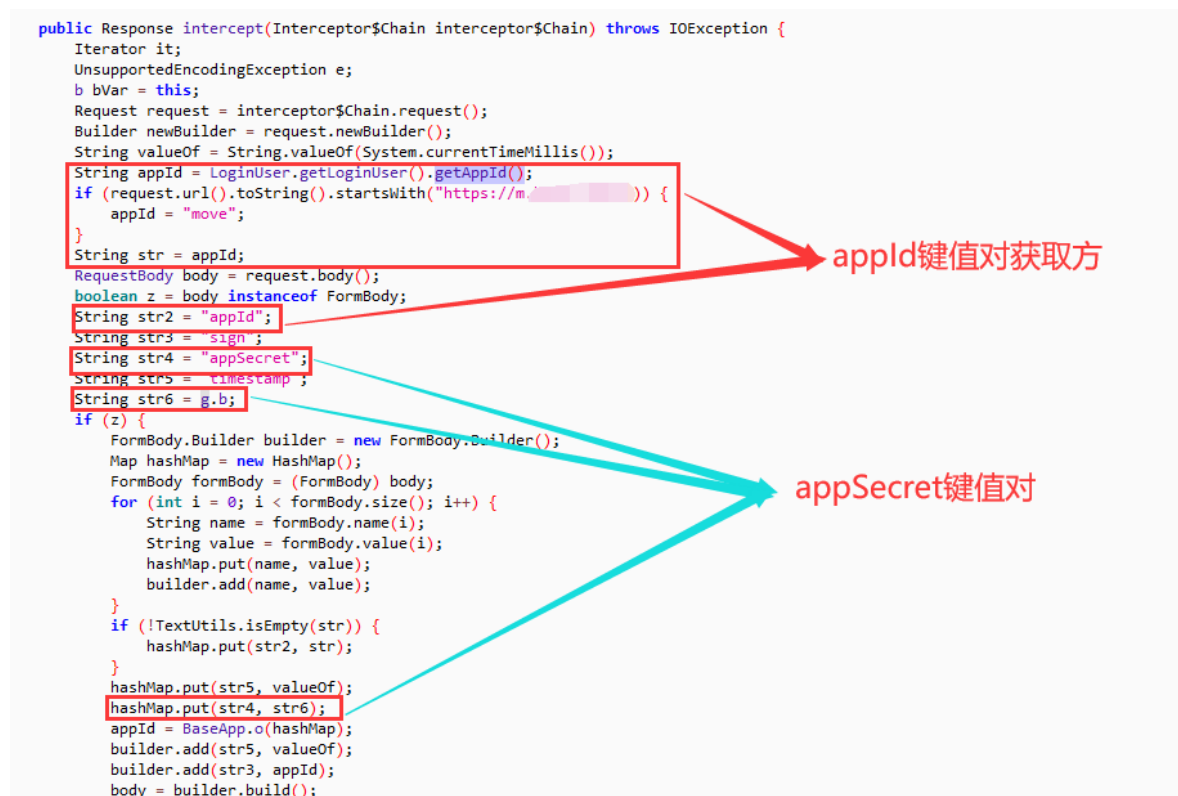 public Response intercept(Interceptor$Chain interceptor$Chain) throws IOException {
Iterator it;
UnsupportedEncodingException e;
b bVar = this;
Request request = interceptor$Chain.request();
Builder newBuilder = request.newBuilder();
String valueOf = String.valueOf(System.currentTimeMillis());
String appId = LoginUser.getLoginUser().getAppId();
if (request.url().toString().startsWith("https://m. )) {
appId = "move";
}
String str = appId;
appId键值对获取方
RequestBody body = request.body();
boolean z = body instanceof FormBody;
String str2 = "appId";
String str3 = "sign";
String str4 = "appSecret";
String str5 = "timestamp";
String str6 = g.b;
if (z) {
FormBody.Builder builder = new FormBody.Builder();
Map hashMap = new HashMap();
FormBody formBody = (FormBody) body;
appSecret键值对
for (int i = 0; i < formBody.size(); i++) {
String name = formBody.name(i);
String value = formBody.value(i);
hashMap.put(name, value);
builder.add(name, value);
}
if (!TextUtils.isEmpty(str)) {
hashMap.put(str2, str);
}
hashMap.put(str5, valueOf);
hashMap.put(str4, str6);
appId = BaseApp.o(hashMap);
builder.add(str5, valueOf);
builder.add(str3, appId);
body = builder.build();